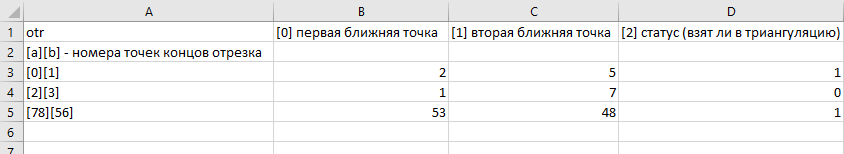 A B C D
1 otr [0] первая ближняя точка [1] вторая ближняя точка [2] статус (взят ли в триангуляцию)
2 [a][b] - номера точек концов отрезка
3 [0][1] 2 5 1
4 [2][3] 1 7 0
5 [78][56] 53 48 1
6
7